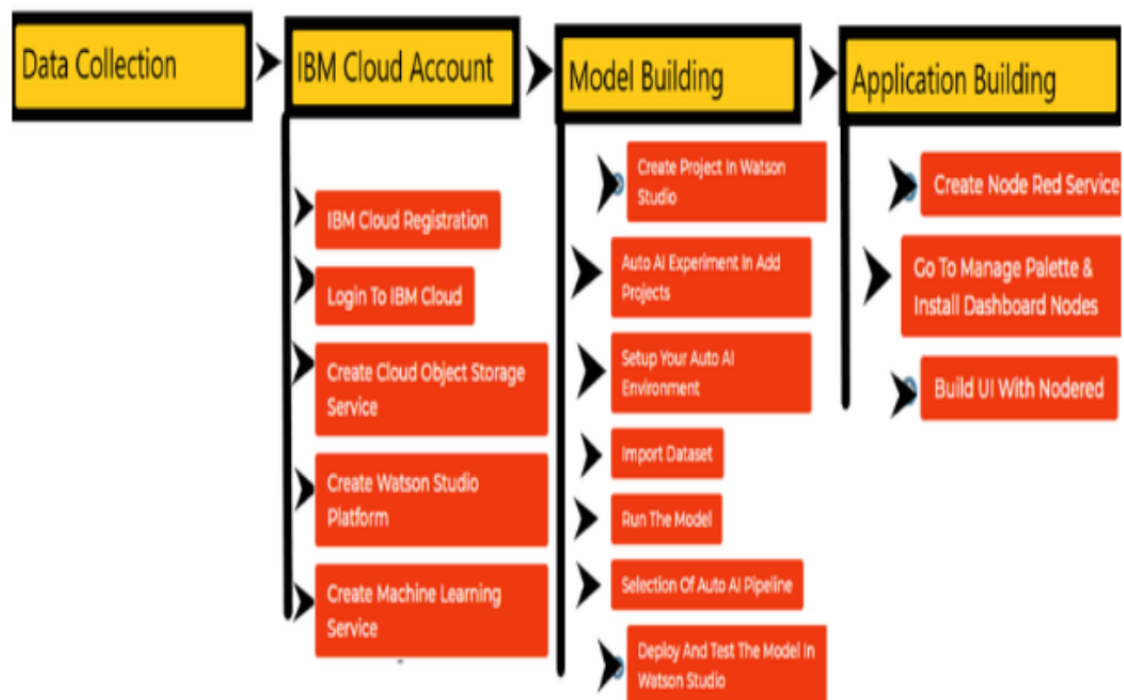 Data Collection
IBM Cloud Account
Model Building
Application Building
IBM Cloud Registration
Login To IBM Cloud
Create Cloud Object Storage
Service
Create Watson Studio
Platform
Create Machine Learning
Service
Create Project In Watson
Studio
Auto AI Experiment In Add
Projects
Setup Your Auto AI
Environment
Import Dataset
Run The Model
Selection Of Auto AI Pipeline
Deploy And Test The Model In
Watson Studio
Create Node Red Service
Go To Manage Palette &
Install Dashboard Nodes
Build UI With Nodered